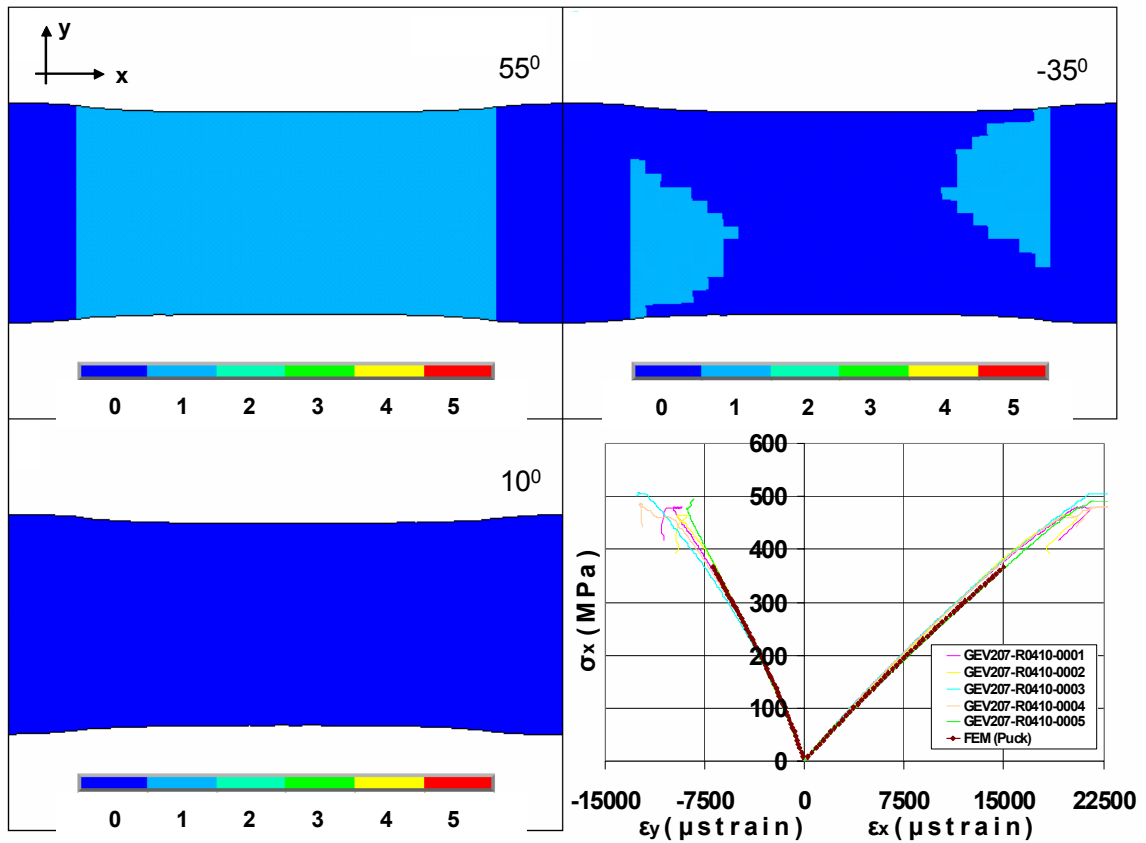 y
x
55⁰
-35⁰
0 1 2 3 4 5
0 1 2 3 4 5
10⁰
0 1 2 3 4 5
600
500
400
300
200
100
0
σx (MPa)
GEV207-R0410-0001
GEV207-R0410-0002
GEV207-R0410-0003
GEV207-R0410-0004
GEV207-R0410-0005
FEM (Puck)
-15000 -7500 0 7500 15000 22500
εy (μstrain) εx (μstrain)